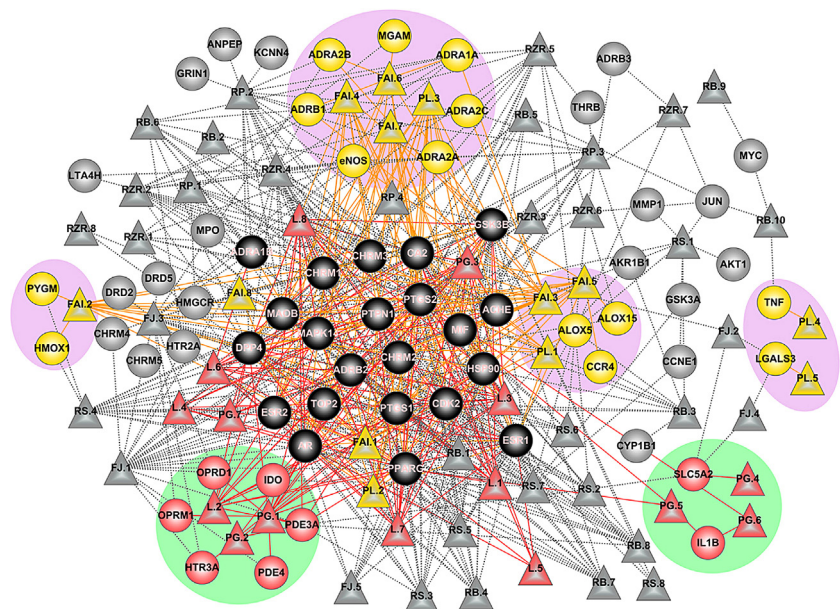 ANPEP
KCNN4
GRIN1
RP.2
ADRA2B
MGAM
ADRA1A
FAI.6
FAI.4
PL.3
ADRB1
ADRA2C
FAI.7
eNOS
ADRA2A
RZR.5
ADRB3
RB.9
THRB
RZR.7
MYC
RB.6
RB.2
RB.5
RP.3
LTA4H
RZR.2
RP.1
RZR.4
RP.4
RZR.3
RZR.6
MMP1
JUN
RB.10
MPO
RZR.8
RZR.1
L.8
GSK3B
RS.1
AKT1
AKR1B1
CHRM3
CA2
PG.3
CHRM1
PYGM
FAI.2
HMOX1
DRD2
DRD5
FJ.3
HMGCR
FAI.8
MAOB
PTPN1
PTGS2
FAI.3
FAI.5
ALOX5
ALOX15
PL.1
CCR4
GSK3A
TNF
PL.4
LGALS3
PL.5
CHRM4
HTR2A
CHRM5
DPP4
MAPK14
MIF
HSP90
FJ.2
CCNE1
ADRB2
CHRM2
L.6
L.4
PG.7
RS.4
ESR2
TOP2
PTGS1
CDK2
L.3
RB.3
FJ.4
AR
FAI.1
RB.1
ESR1
RS.6
CYP1B1
FJ.1
OPRD1
IDO
PPARG
PL.2
L.1
RS.7
RS.2
SLC5A2
PG.4
L.2
PG.1
OPRM1
PDE3A
PG.2
L.7
RS.5
PG.5
PG.6
IL1B
HTR3A
PDE4
RB.8
L.5
FJ.5
RS.3
RB.4
RB.7
RS.8